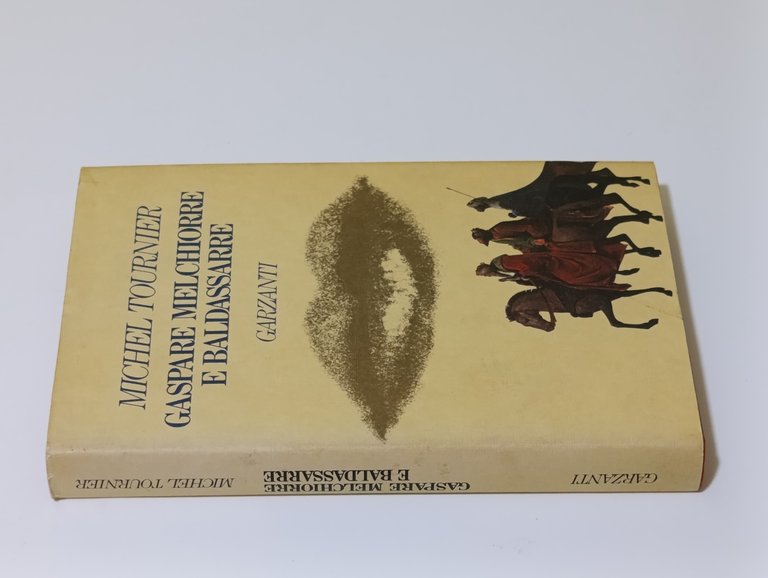 MICHEL TOURNIER
GASPARE MELCHIORRE
E BALDASSARRE
GARZANTI
MICHEL TOURNIER
GASPARE MELCHIORRE
E BALDASSARRE
GARZANTI